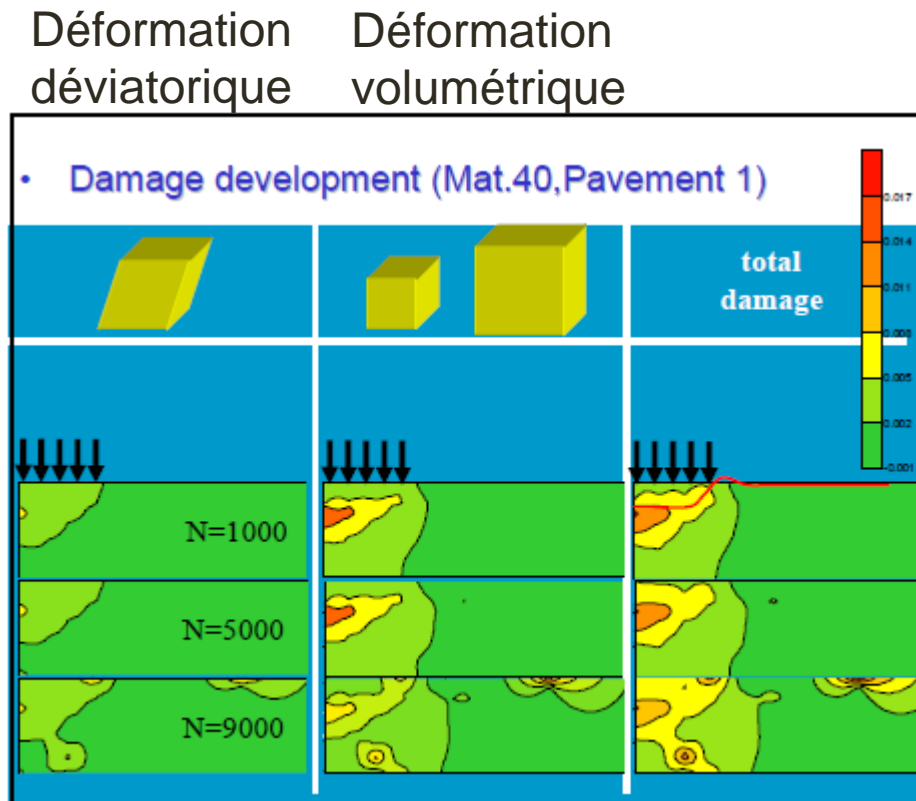 Déformation déviatorique
Déformation volumétrique
• Damage development (Mat.40,Pavement 1)
total
damage
0.017
0.014
0.011
0.008
0.005
0.002
-0.001
N=1000
N=5000
N=9000